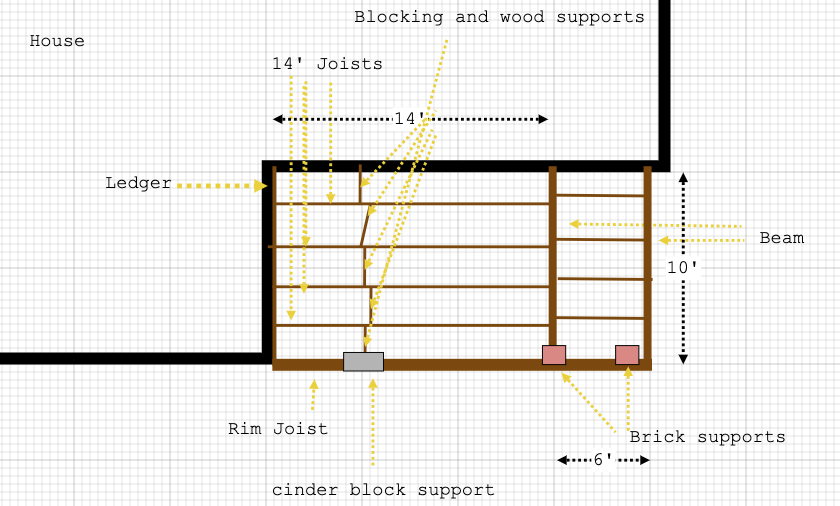 Blocking and wood supports
House
14' Joists
14'
Ledger
Beam
10'
Rim Joist
Brick supports
6'
cinder block support